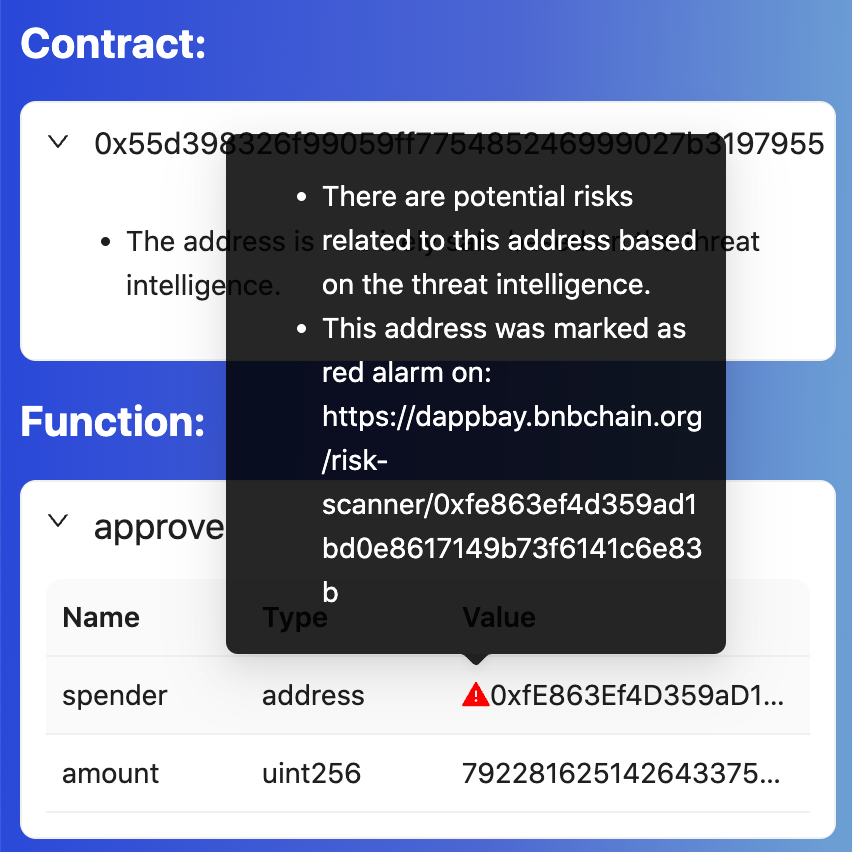 Contract:
0x55d398326f99059ff775485246999027b3197955
The address is
threat
intelligence.
• There are potential risks
related to this address based
on the threat intelligence.
• This address was marked as
red alarm on:
https://dappbay.bnbchain.org
/risk-
scanner/0xfe863ef4d359ad1
bd0e8617149b73f6141c6e83
b
Function:
approve
Name Type Value
spender address 0xfE863Ef4D359aD1...
amount uint256 792281625142643375...